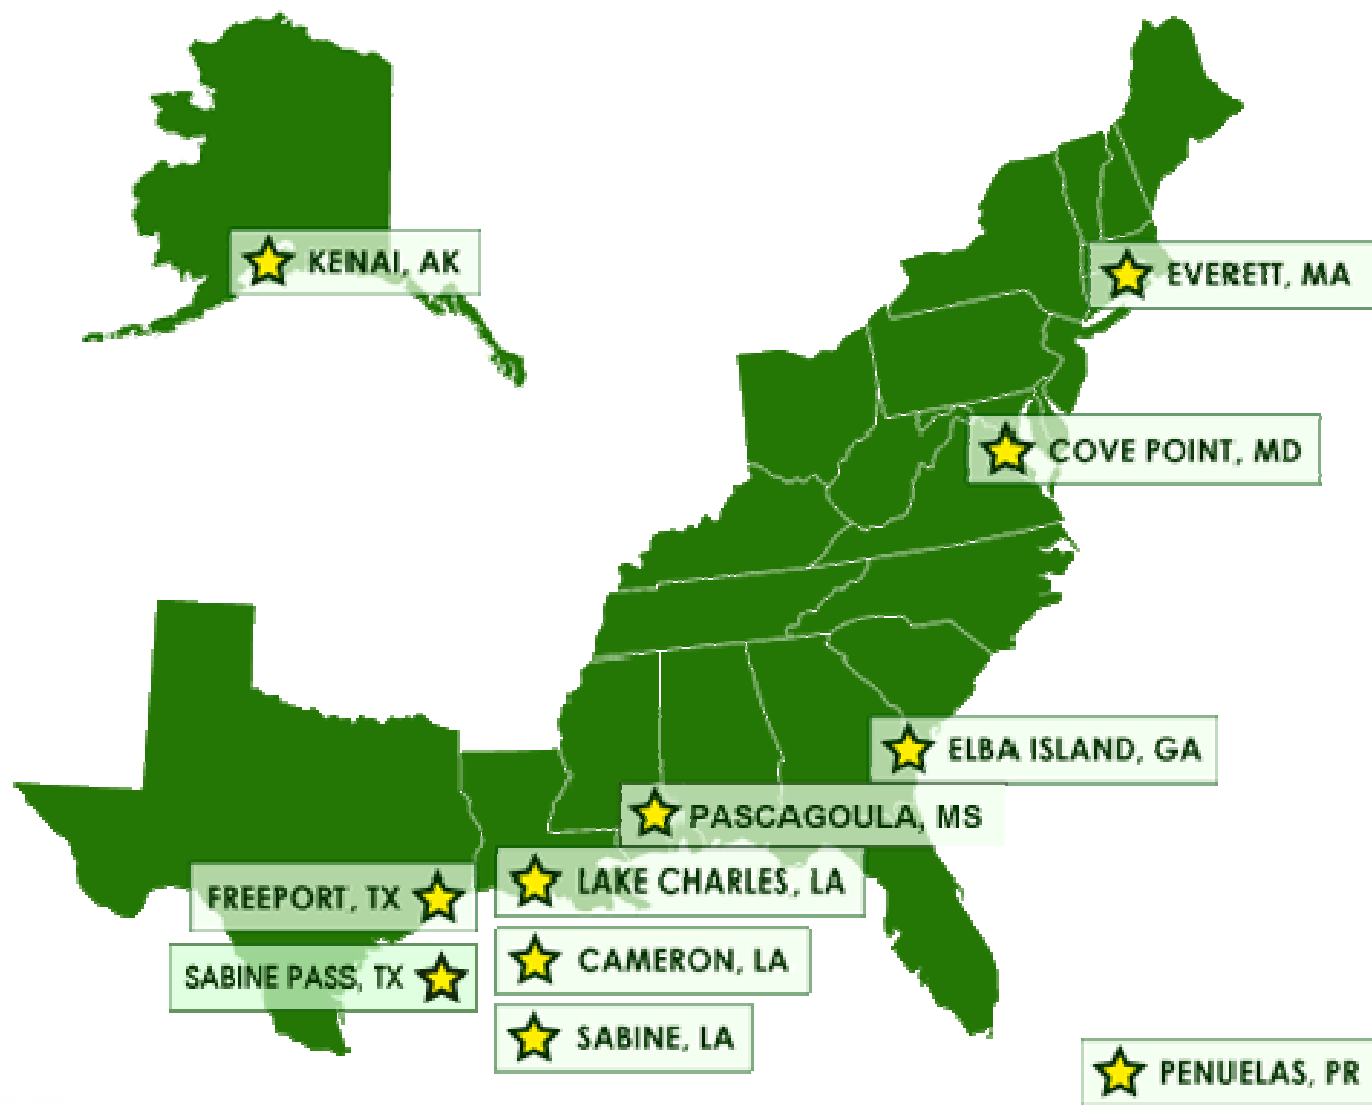 KENAI, AK
EVERETT, MA
COVE POINT, MD
ELBA ISLAND, GA
PASCAGOULA, MS
FREEPORT, TX
LAKE CHARLES, LA
SABINE PASS, TX
CAMERON, LA
SABINE, LA
PENUELAS, PR